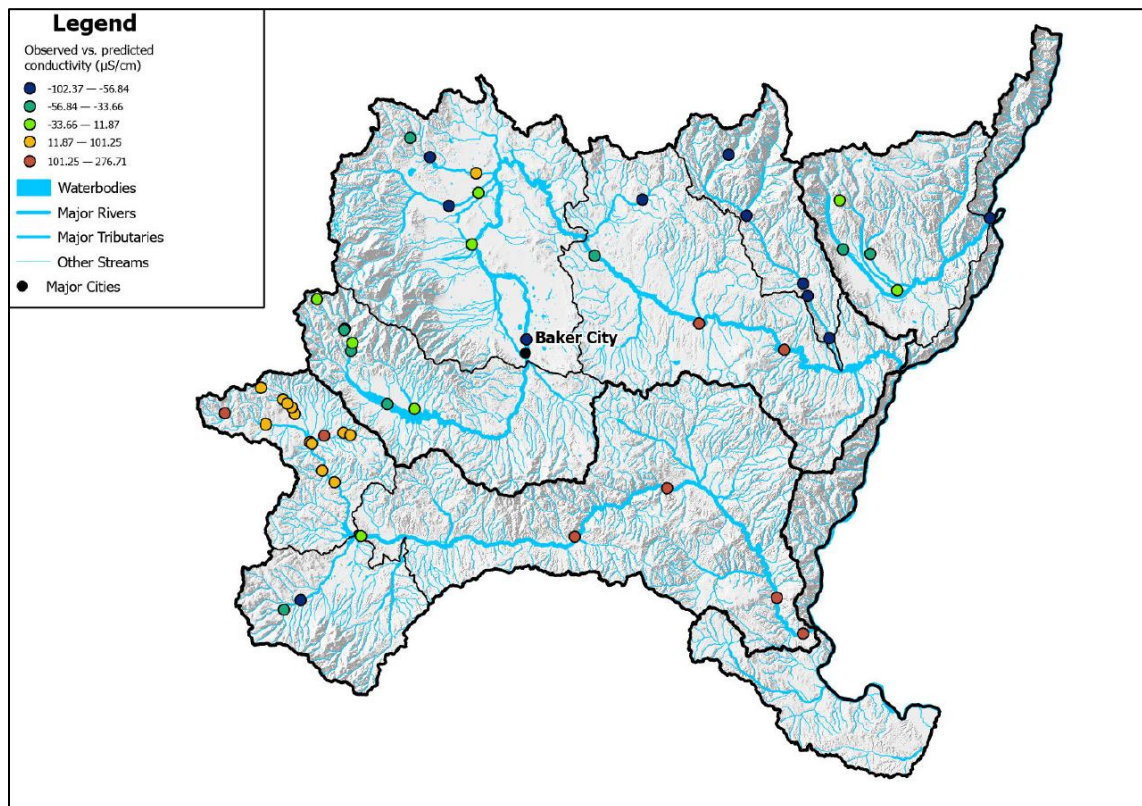 Legend
Observed vs. predicted
conductivity (µS/cm)
-102.37 — -56.84
-56.84 — -33.66
-33.66 — 11.87
11.87 — 101.25
101.25 — 276.71
Waterbodies
Major Rivers
Major Tributaries
Other Streams
Major Cities
Baker City